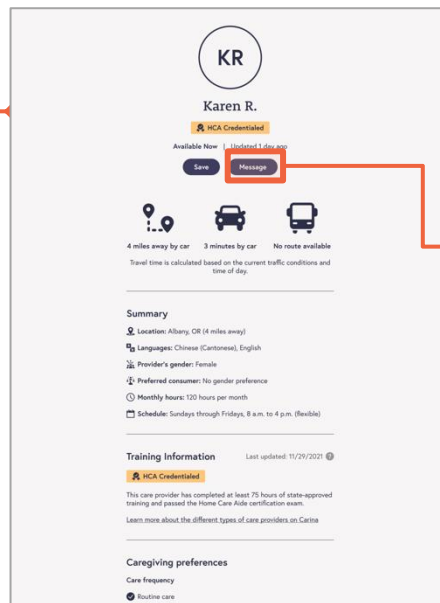 KR
Karen R.
HCA Credentialed
Available Now | Updated 1 day ago
Save Message
4 miles away by car 3 minutes by car No route available
Travel time is calculated based on the current traffic conditions and
time of day.
Summary
Location: Albany, OR (4 miles away)
Languages: Chinese (Cantonese), English
Provider's gender: Female
Preferred consumer: No gender preference
Monthly hours: 120 hours per month
Schedule: Sundays through Fridays, 8 a.m. to 4 p.m. (flexible)
Training Information Last updated: 11/29/2021 ?
HCA Credentialed
This care provider has completed at least 75 hours of state-approved
training and passed the Home Care Aide certification exam.
Learn more about the different types of care providers on Carina
Caregiving preferences
Care frequency
Routine care